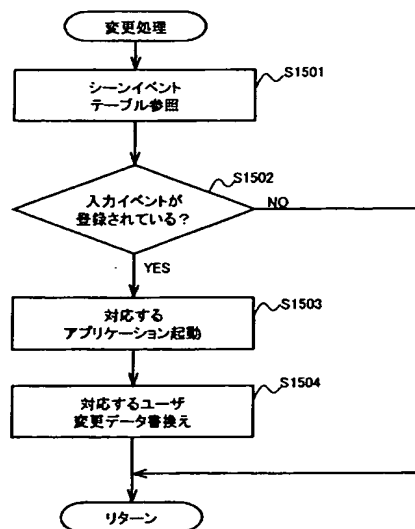 変更処理
S1501
シーンイベント
テーブル参照
S1502
入力イベントが
登録されている?
NO
YES
S1503
対応する
アプリケーション起動
S1504
対応するユーザ
変更データ書換え
リターン